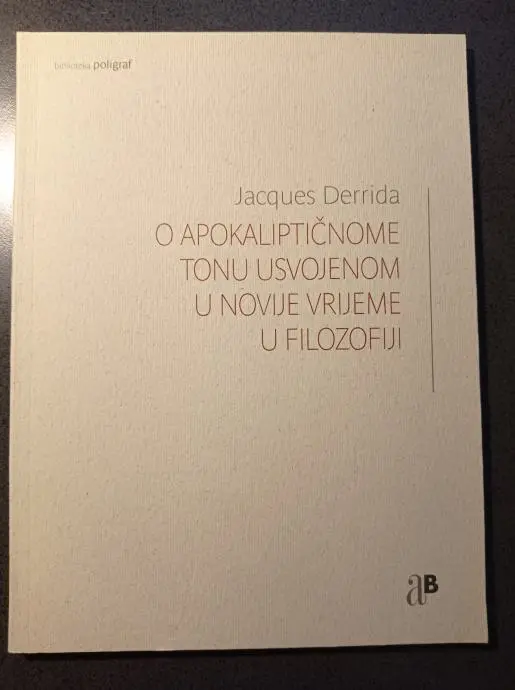 biblioteka poligraf
Jacques Derrida
O APOKALIPTIČNOME
TONU USVOJENOM
U NOVIJE VRIJEME
U FILOZOFIJI
aB